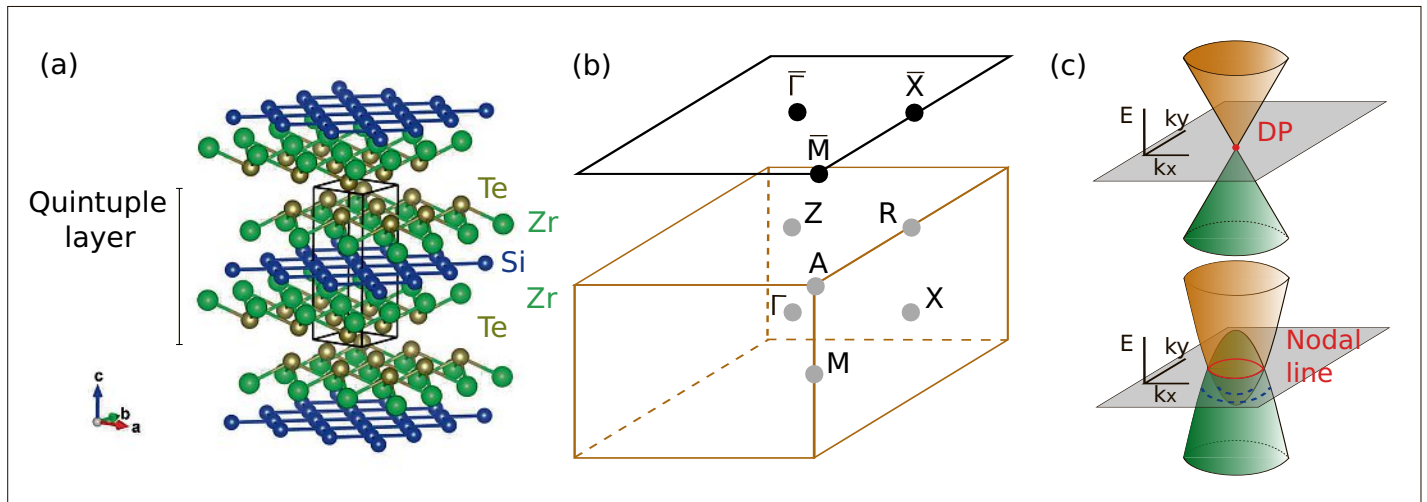 (a)
Quintuple
layer
Te
Zr
Si
Zr
Te
c
b
a
(b)
Γ̅
X̅
M̅
Z
R
A
Γ
X
M
(c)
E
ky
kx
DP
E
ky
kx
Nodal
line